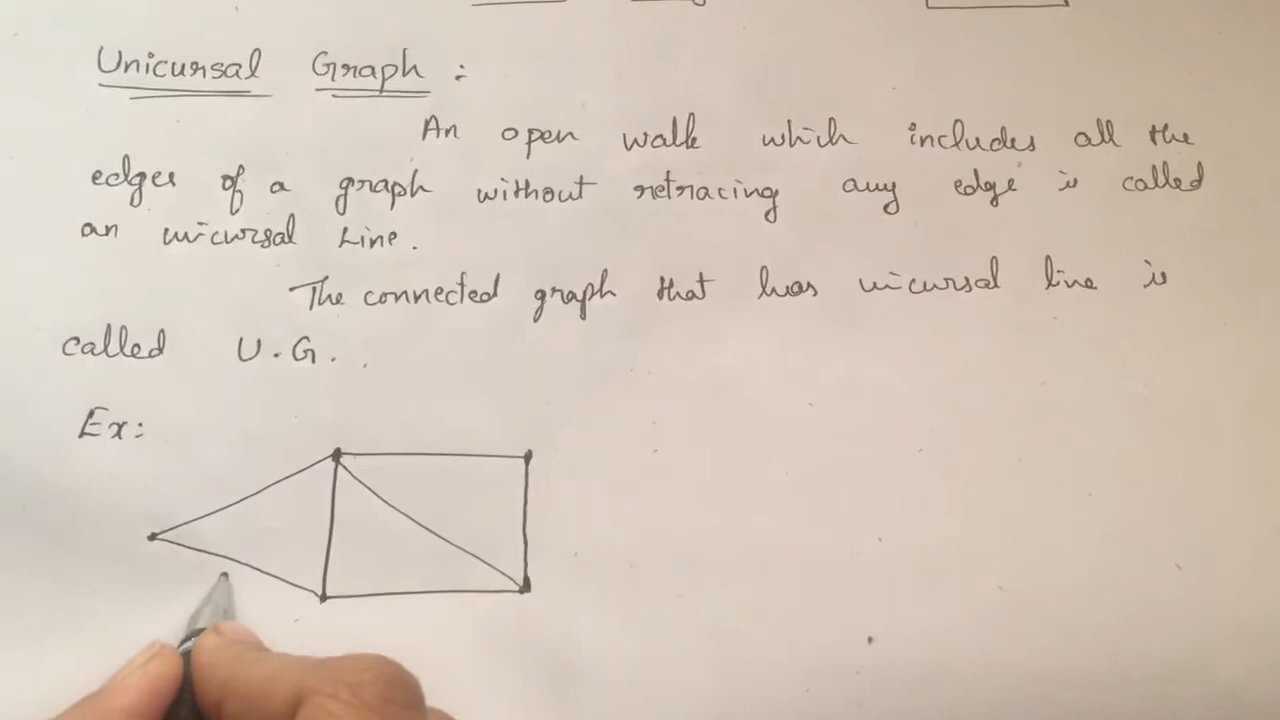 Unicursal Graph :
An open walk which includes all the
edges of a graph without retracing any edge is called
an unicursal Line.
The connected graph that has unicursal line is
called U.G.
Ex: